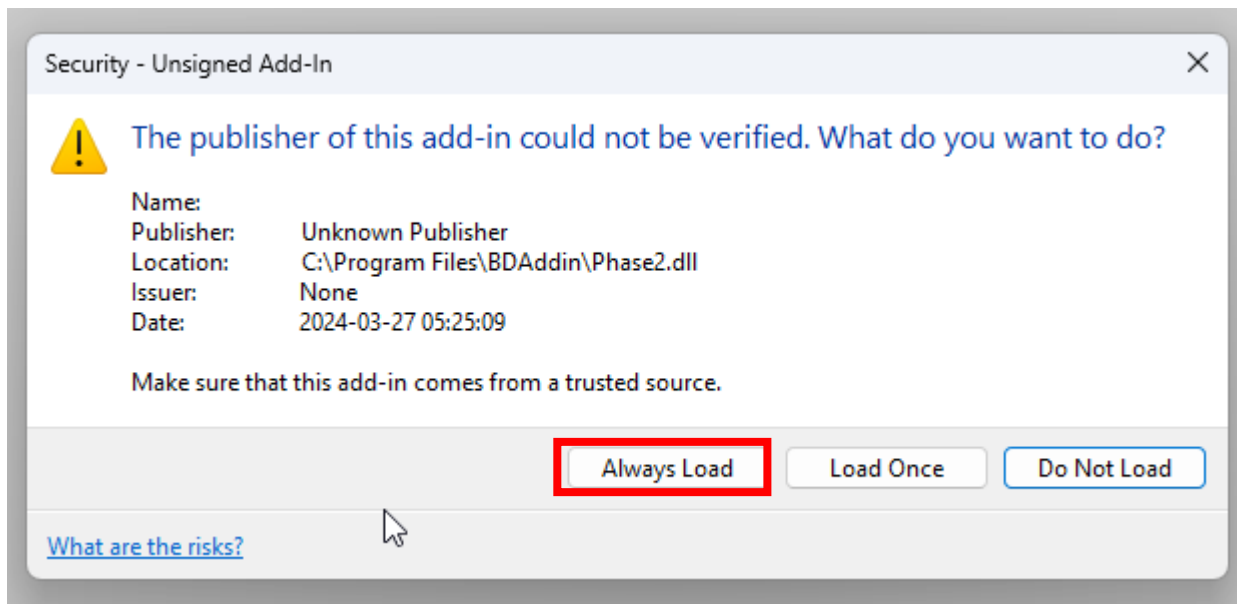 Security - Unsigned Add-In
The publisher of this add-in could not be verified. What do you want to do?
Name:
Publisher: Unknown Publisher
Location: C:\Program Files\BDAddin\Phase2.dll
Issuer: None
Date: 2024-03-27 05:25:09
Make sure that this add-in comes from a trusted source.
Always Load Load Once Do Not Load
What are the risks?